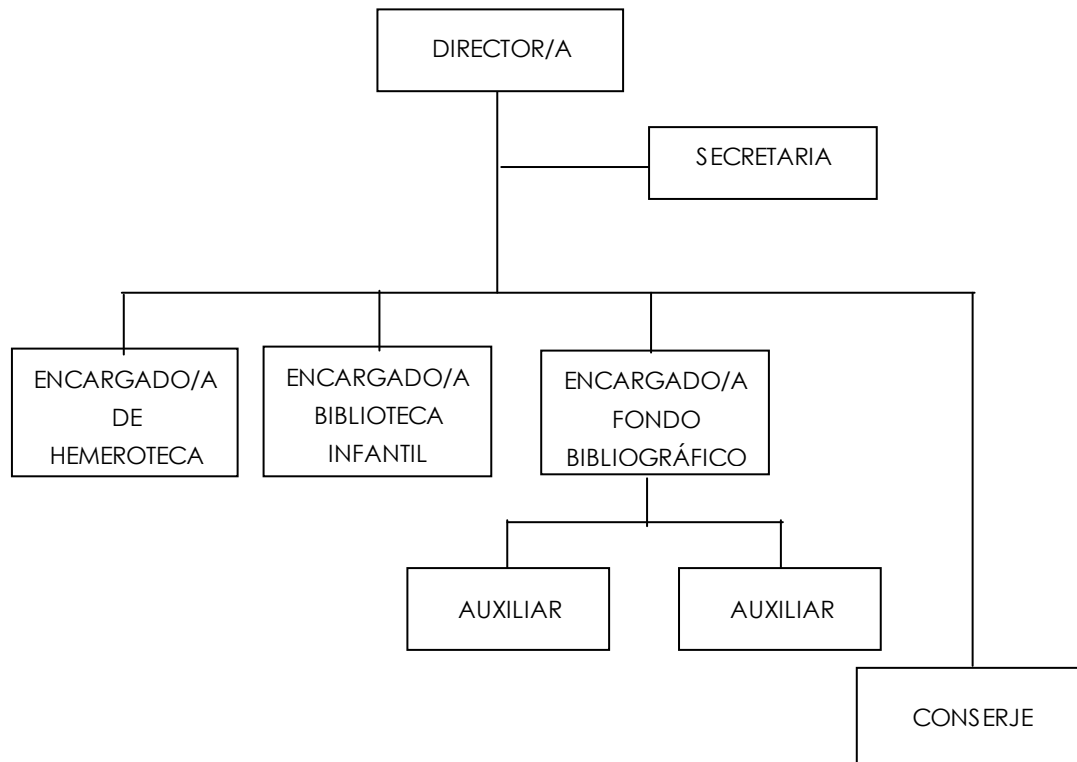 DIRECTOR/A
SECRETARIA
ENCARGADO/A
DE
HEMEROTECA
ENCARGADO/A
BIBLIOTECA
INFANTIL
ENCARGADO/A
FONDO
BIBLIOGRÁFICO
AUXILIAR
AUXILIAR
CONSERJE